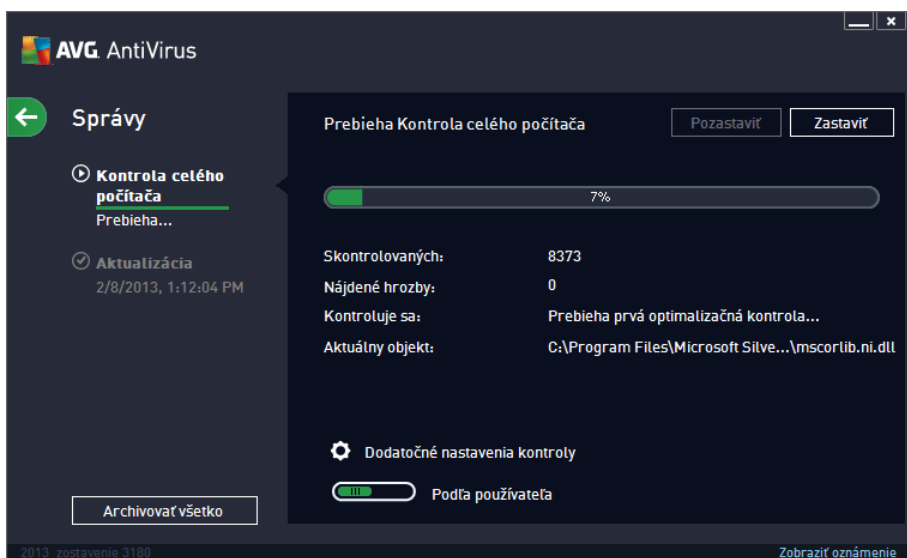 AVG. AntiVirus
Správy
Kontrola celého
počítača
Prebieha...
Aktualizácia
2/8/2013, 1:12:04 PM
Archivovať všetko
Prebieha Kontrola celého počítača
Pozastaviť
Zastaviť
7%
Skontrolovaných: 8373
Nájdené hrozby: 0
Kontroluje sa: Prebieha prvá optimalizačná kontrola...
Aktuálny objekt: C:\Program Files\Microsoft Silve...\mscorlib.ni.dll
Dodatočné nastavenia kontroly
Podľa používateľa
2013 zostavenie 3180
Zobraziť oznámenie